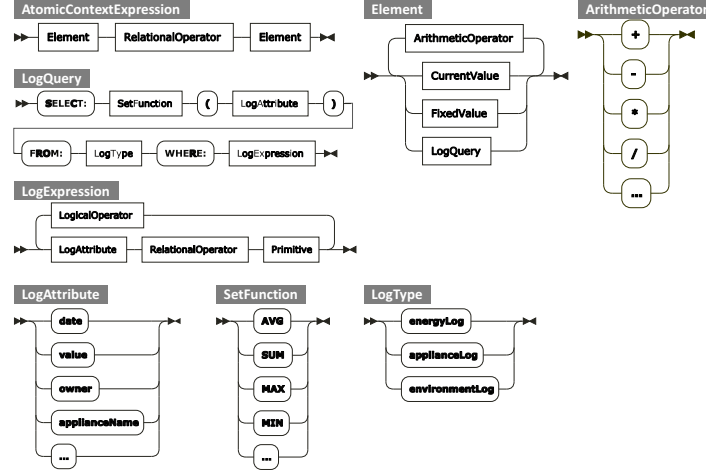 AtomicContextExpression
Element RelationalOperator Element
LogQuery
SELECT: SetFunction ( LogAttribute )
FROM: LogType WHERE: LogExpression
LogExpression
LogicalOperator
LogAttribute RelationalOperator Primitive
Element
ArithmeticOperator
CurrentValue
FixedValue
LogQuery
ArithmeticOperator
+
-
*
/
...
LogAttribute
date
value
owner
applianceName
...
SetFunction
AVG
SUM
MAX
MIN
...
LogType
energyLog
applianceLog
environmentLog